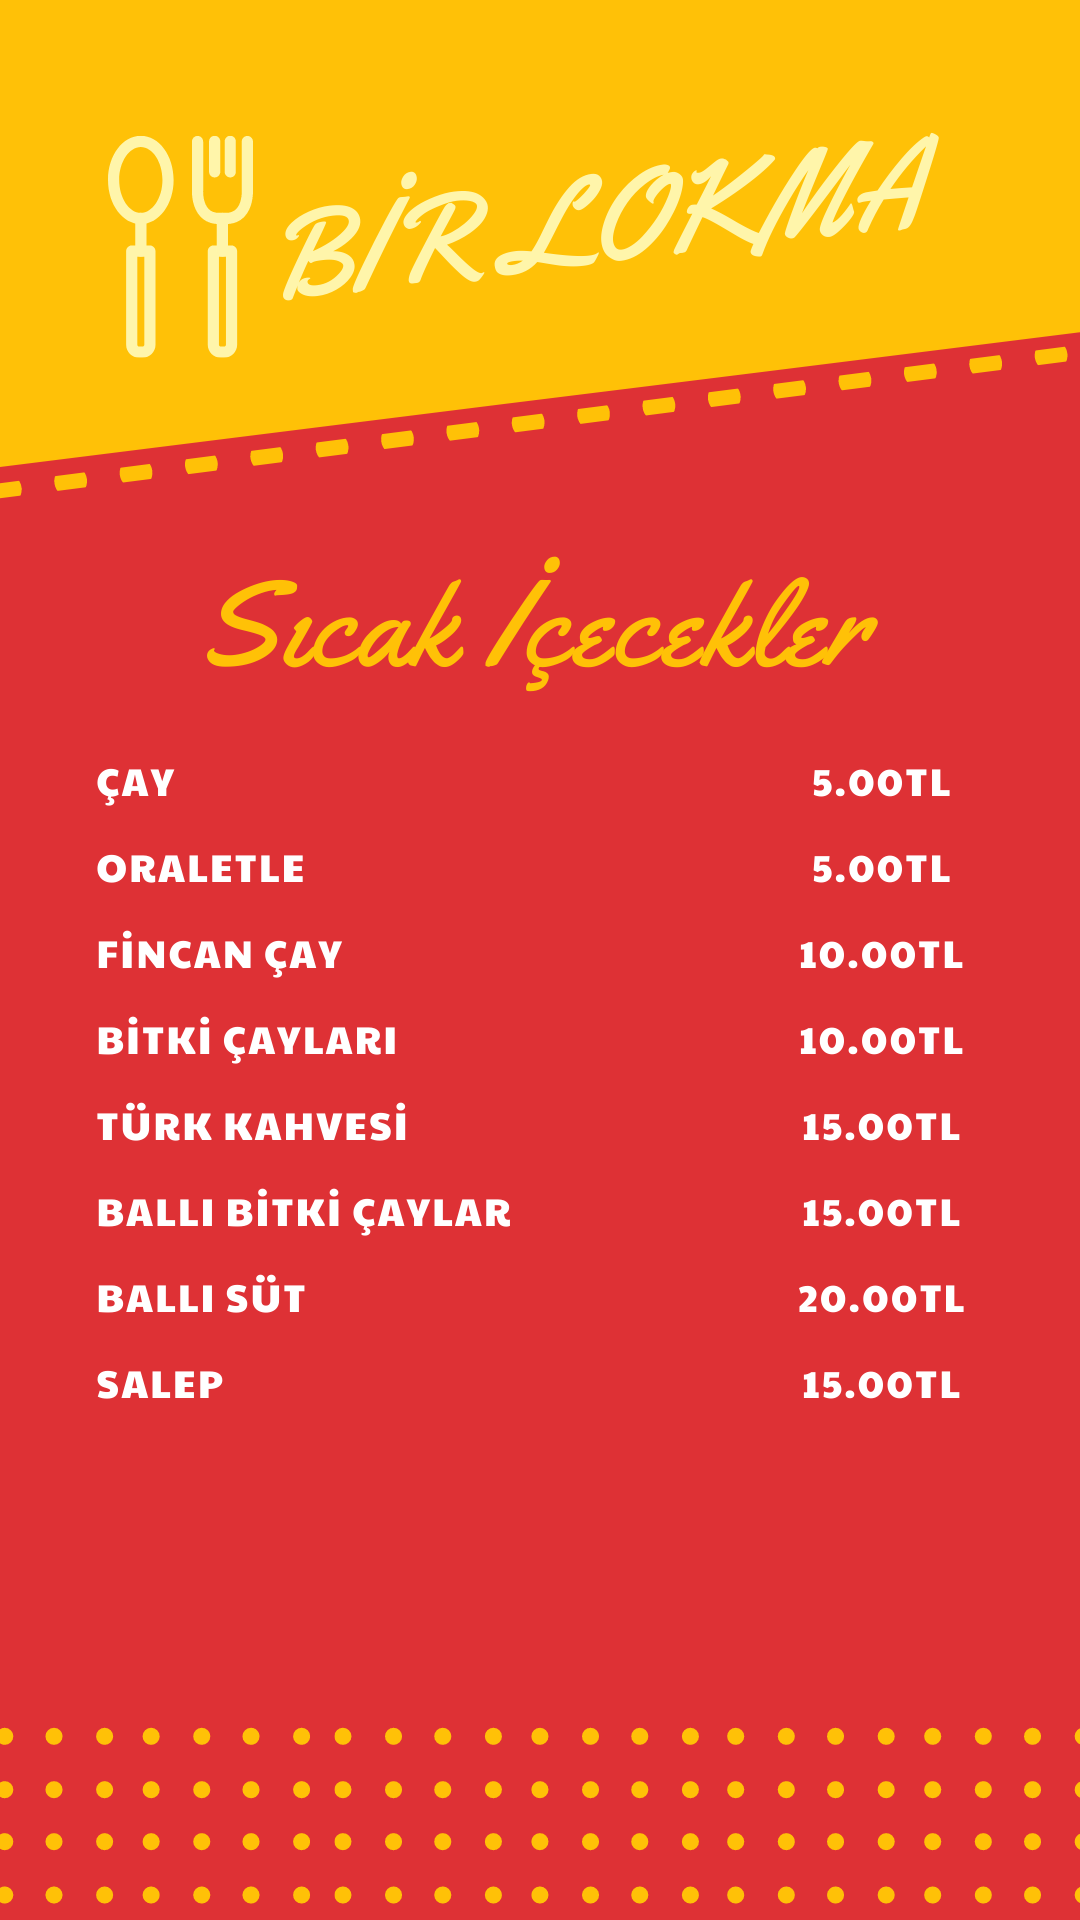 BİR LOKMA
Sıcak İçecekler
ÇAY 5.00TL
ORALETLE 5.00TL
FİNCAN ÇAY 10.00TL
BİTKİ ÇAYLARI 10.00TL
TÜRK KAHVESİ 15.00TL
BALLI BİTKİ ÇAYLAR 15.00TL
BALLI SÜT 20.00TL
SALEP 15.00TL